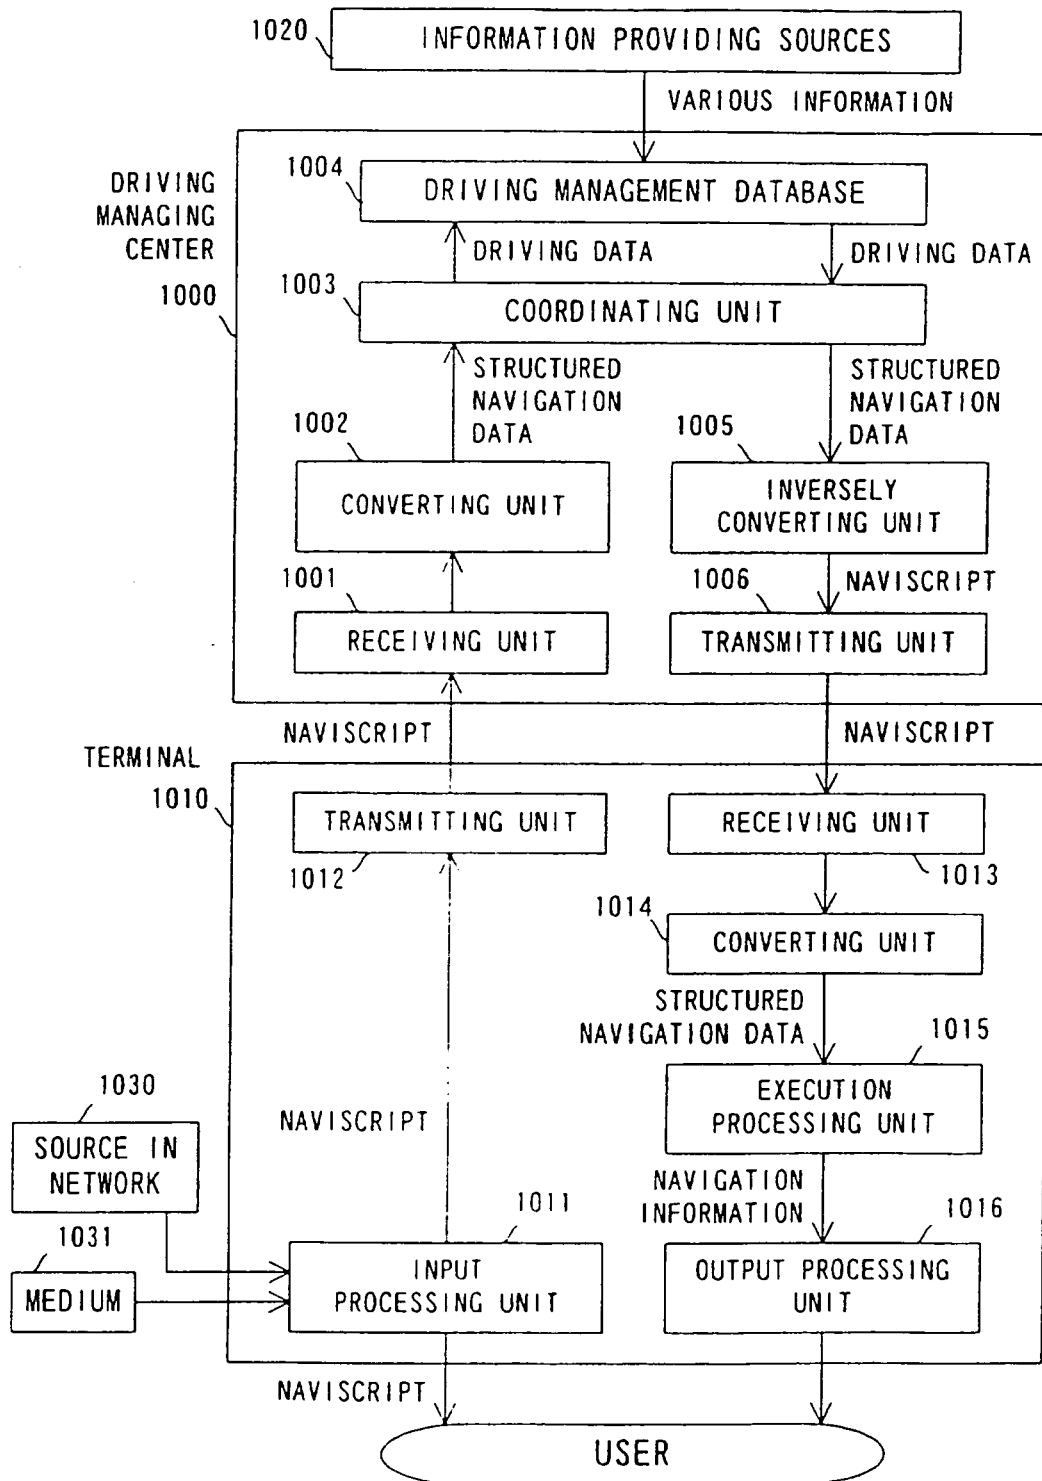 1020
INFORMATION PROVIDING SOURCES
VARIOUS INFORMATION
DRIVING
MANAGING
CENTER
1000
1004
DRIVING MANAGEMENT DATABASE
DRIVING DATA
DRIVING DATA
1003
COORDINATING UNIT
STRUCTURED
NAVIGATION
DATA
STRUCTURED
NAVIGATION
DATA
1002
CONVERTING UNIT
1005
INVERSELY
CONVERTING UNIT
1001
RECEIVING UNIT
NAVISCRIPT
1006
TRANSMITTING UNIT
NAVISCRIPT
NAVISCRIPT
TERMINAL
1010
TRANSMITTING UNIT
1012
RECEIVING UNIT
1013
1014
CONVERTING UNIT
STRUCTURED
NAVIGATION DATA
1015
EXECUTION
PROCESSING UNIT
NAVISCRIPT
1030
SOURCE IN
NETWORK
NAVIGATION
INFORMATION
1031
MEDIUM
1011
INPUT
PROCESSING UNIT
1016
OUTPUT PROCESSING
UNIT
NAVISCRIPT
USER